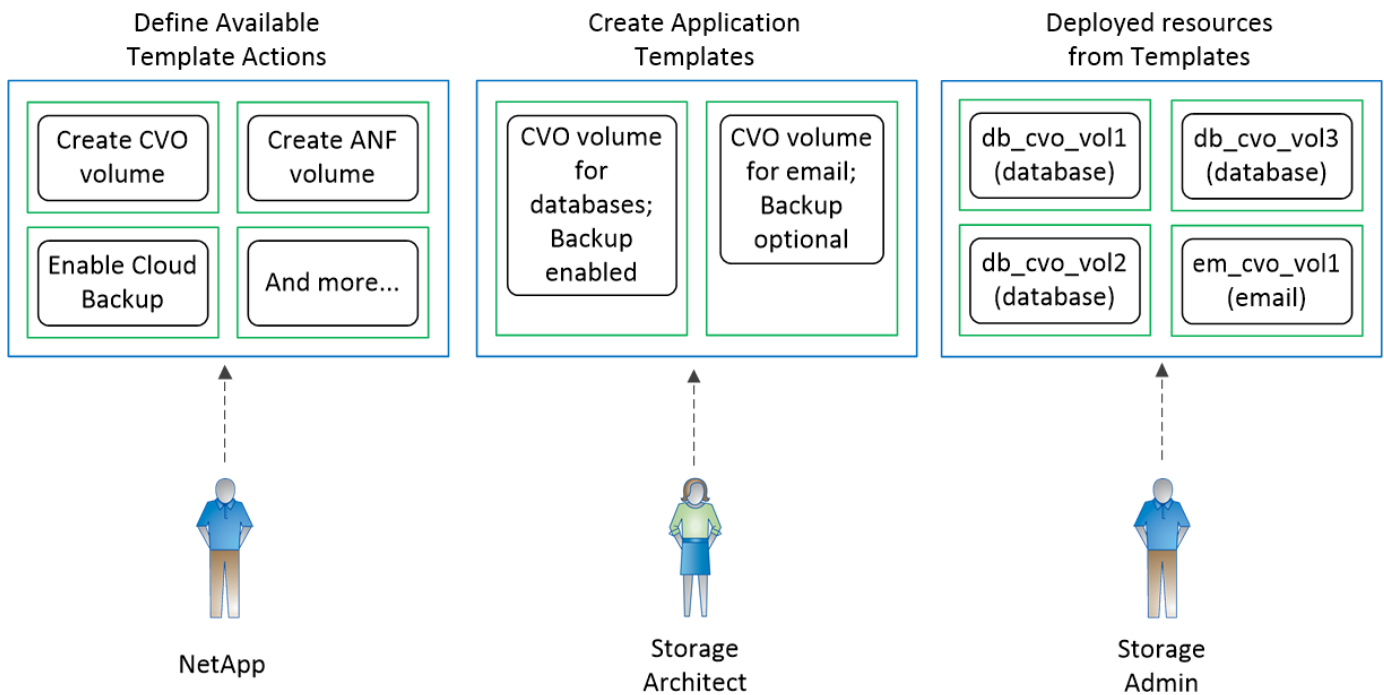 Define Available
Template Actions
Create CVO
volume
Create ANF
volume
Enable Cloud
Backup
And more...
NetApp
Create Application
Templates
CVO volume
for
databases;
Backup
enabled
CVO volume
for email;
Backup
optional
Storage
Architect
Deployed resources
from Templates
db_cvo_vol1
(database)
db_cvo_vol3
(database)
db_cvo_vol2
(database)
em_cvo_vol1
(email)
Storage
Admin